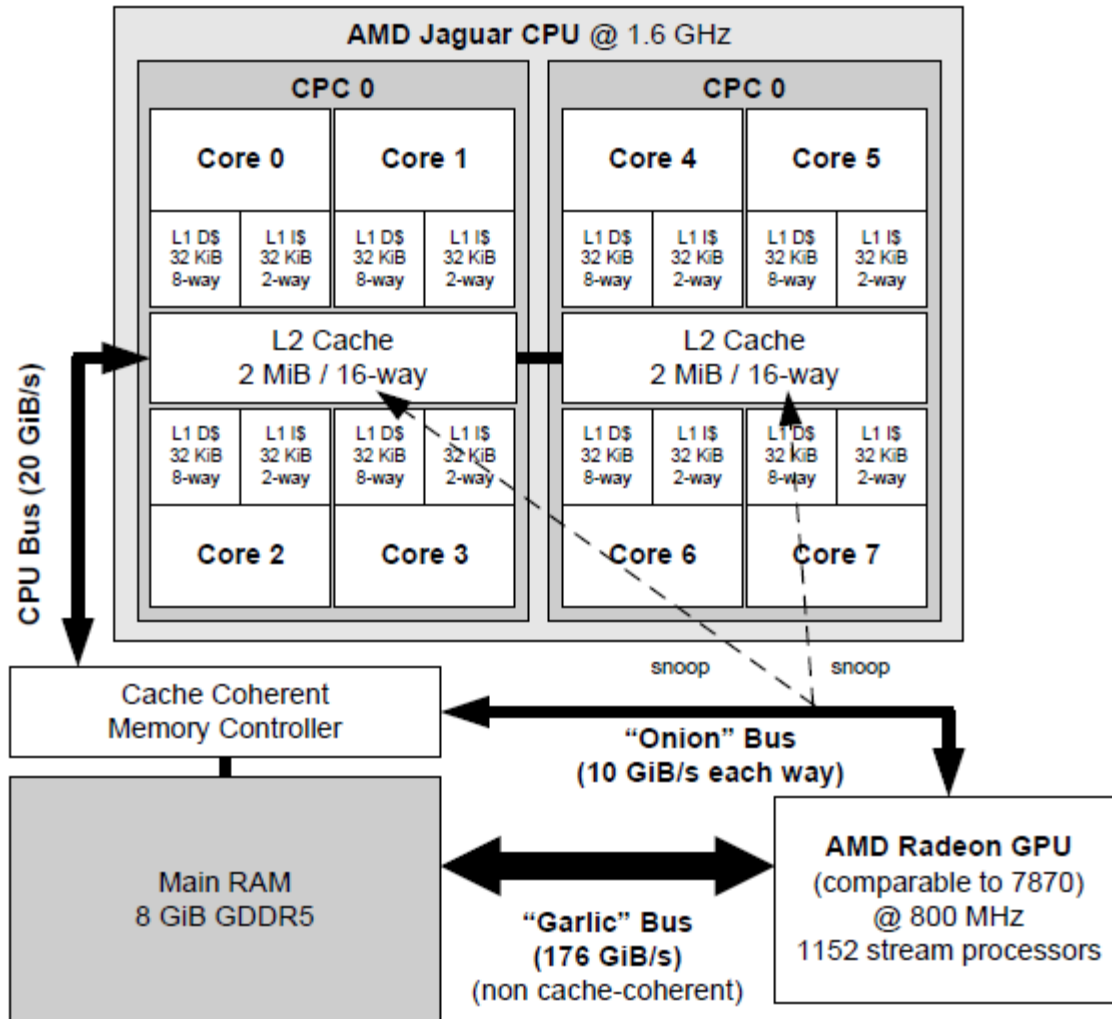 AMD Jaguar CPU @ 1.6 GHz
CPC 0
CPC 0
Core 0
Core 1
Core 4
Core 5
L1 D$
32 KiB
8-way
L1 I$
32 KiB
2-way
L1 D$
32 KiB
8-way
L1 I$
32 KiB
2-way
L1 D$
32 KiB
8-way
L1 I$
32 KiB
2-way
L1 D$
32 KiB
8-way
L1 I$
32 KiB
2-way
L2 Cache
2 MiB / 16-way
L2 Cache
2 MiB / 16-way
L1 D$
32 KiB
8-way
L1 I$
32 KiB
2-way
L1 D$
32 KiB
8-way
L1 I$
32 KiB
2-way
L1 D$
32 KiB
8-way
L1 I$
32 KiB
2-way
L1 D$
32 KiB
8-way
L1 I$
32 KiB
2-way
Core 2
Core 3
Core 6
Core 7
CPU Bus (20 GiB/s)
snoop
snoop
Cache Coherent
Memory Controller
“Onion” Bus
(10 GiB/s each way)
Main RAM
8 GiB GDDR5
“Garlic” Bus
(176 GiB/s)
(non cache-coherent)
AMD Radeon GPU
(comparable to 7870)
@ 800 MHz
1152 stream processors